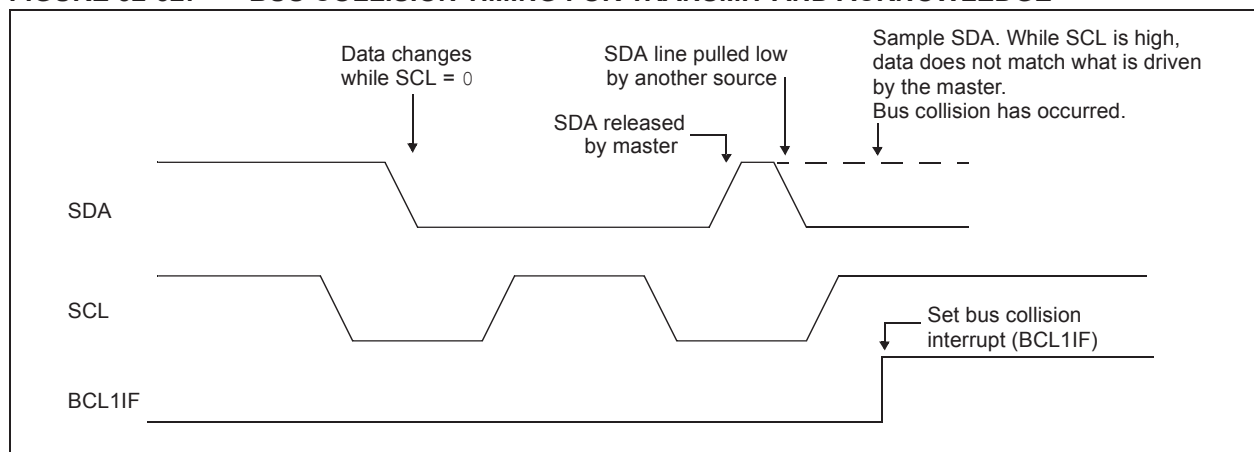 Data changes
while SCL = 0
SDA line pulled low
by another source
SDA released
by master
Sample SDA. While SCL is high,
data does not match what is driven
by the master.
Bus collision has occurred.
SDA
SCL
Set bus collision
interrupt (BCL1IF)
BCL1IF